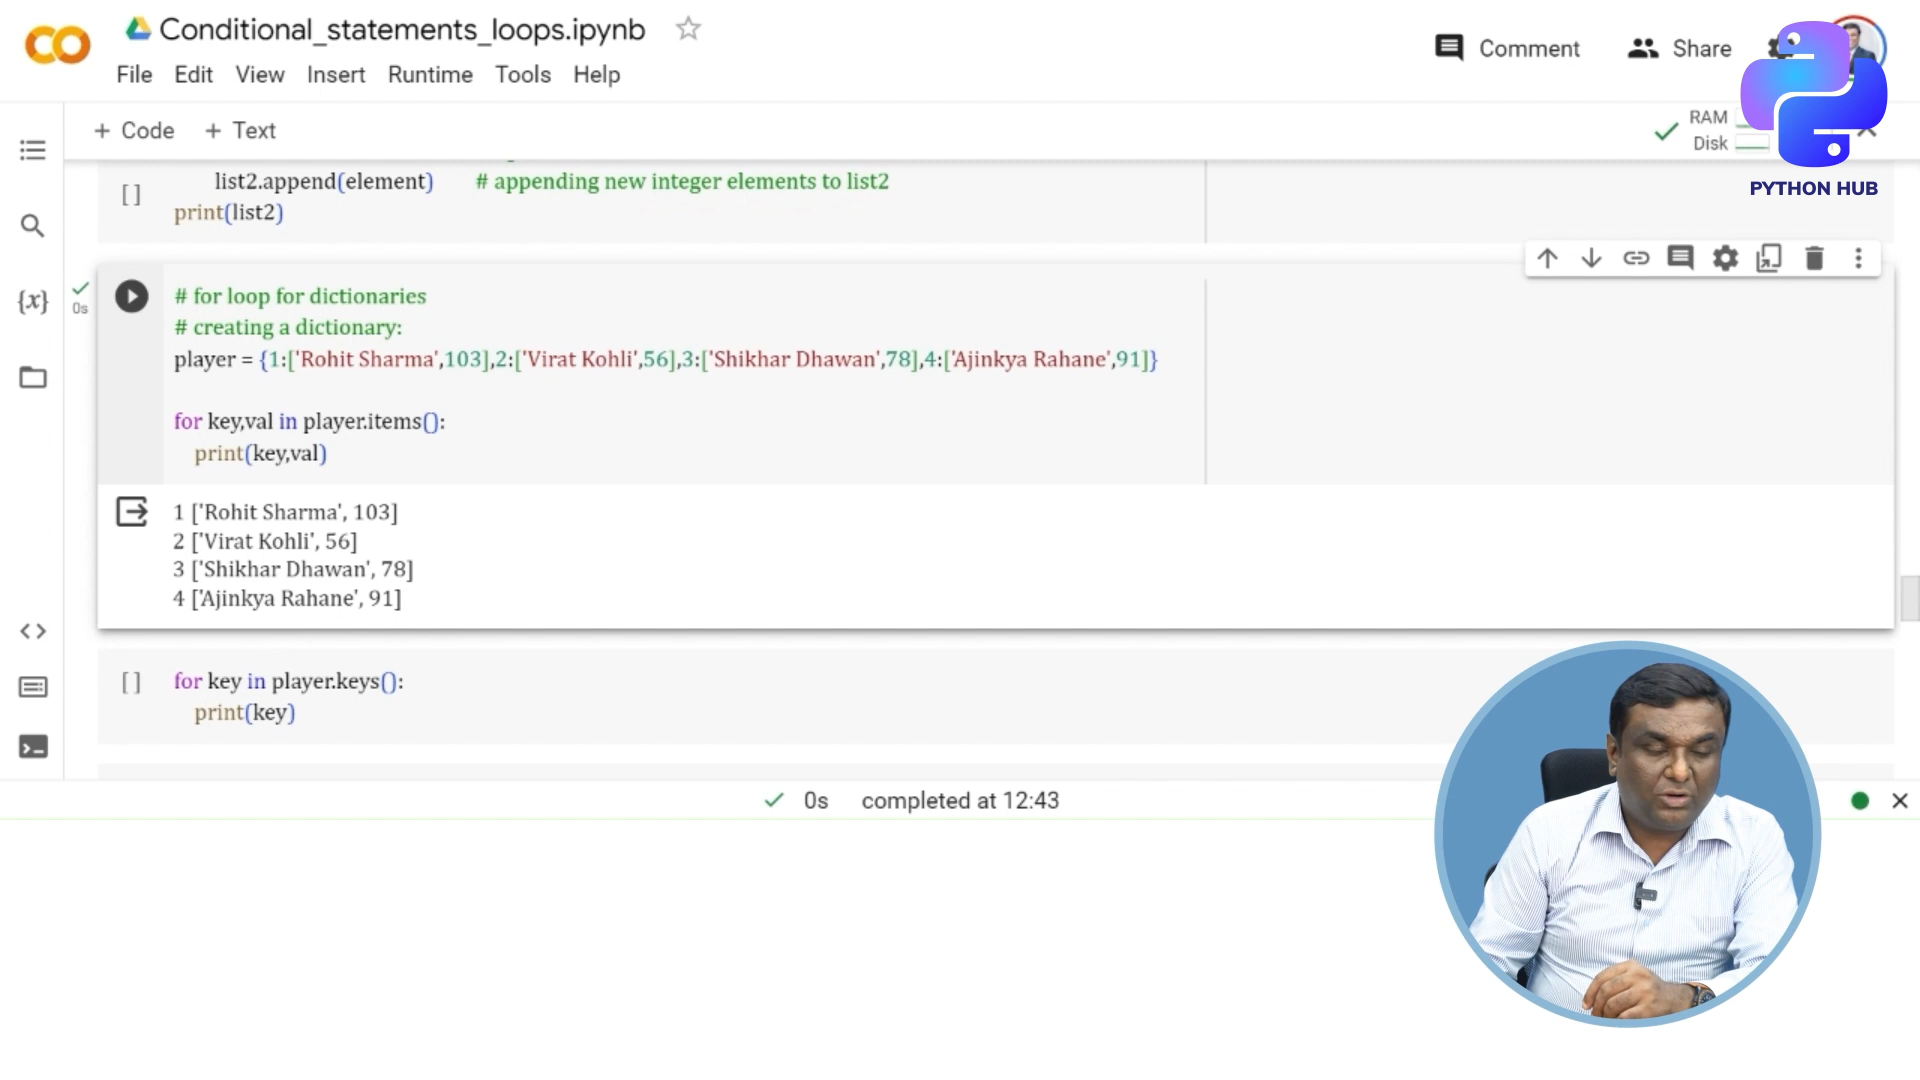 Conditional_statements_loops.ipynb
File Edit View Insert Runtime Tools Help
Comment Share
+ Code + Text
RAM
Disk
PYTHON HUB
[ ] list2.append(element) # appending new integer elements to list2
print(list2)
{x}
0s
# for loop for dictionaries
# creating a dictionary:
player = {1:['Rohit Sharma',103],2:['Virat Kohli',56],3:['Shikhar Dhawan',78],4:['Ajinkya Rahane',91]}
for key,val in player.items():
print(key,val)
1 ['Rohit Sharma', 103]
2 ['Virat Kohli', 56]
3 ['Shikhar Dhawan', 78]
4 ['Ajinkya Rahane', 91]
[ ] for key in player.keys():
print(key)
0s completed at 12:43